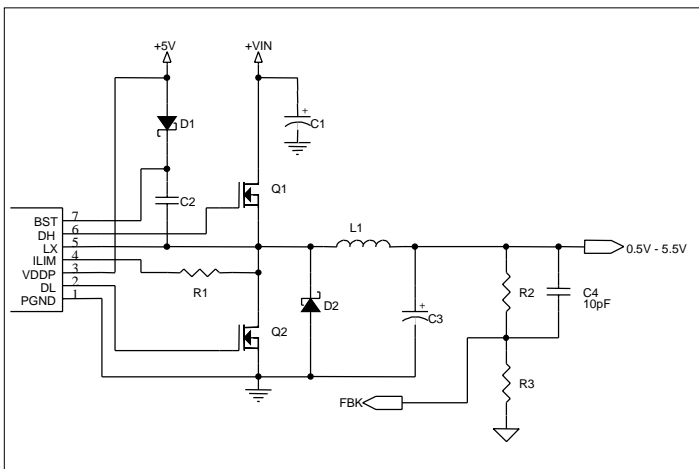 +5V
+VIN
D1
+
C1
Q1
C2
BST 7
DH 6
LX 5
ILIM 4
VDDP 3
DL 2
PGND 1
L1
0.5V - 5.5V
R1
R2
C4
10pF
D2
+
C3
Q2
R3
FBK